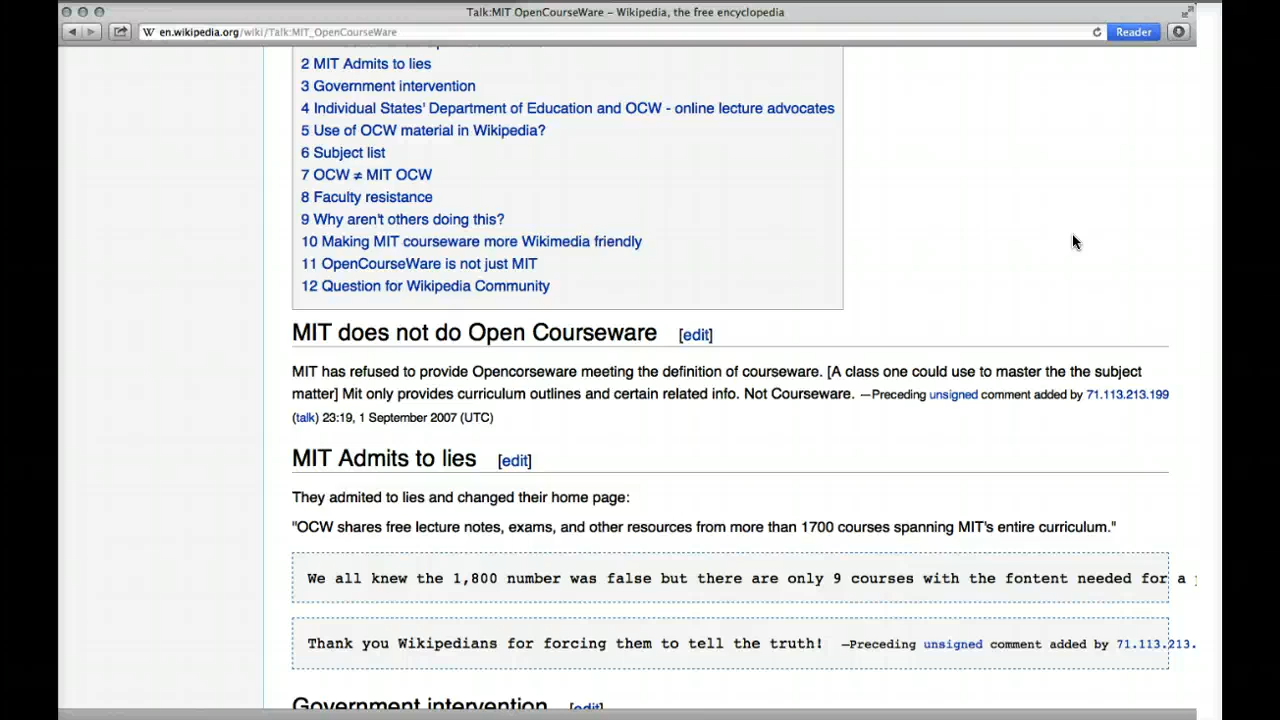 Talk:MIT OpenCourseWare – Wikipedia, the free encyclopedia
W en.wikipedia.org/wiki/Talk:MIT_OpenCourseWare
Reader
2 MIT Admits to lies
3 Government intervention
4 Individual States' Department of Education and OCW - online lecture advocates
5 Use of OCW material in Wikipedia?
6 Subject list
7 OCW ≠ MIT OCW
8 Faculty resistance
9 Why aren't others doing this?
10 Making MIT courseware more Wikimedia friendly
11 OpenCourseWare is not just MIT
12 Question for Wikipedia Community
MIT does not do Open Courseware [edit]
MIT has refused to provide Opencorseware meeting the definition of courseware. [A class one could use to master the the subject
matter] Mit only provides curriculum outlines and certain related info. Not Courseware. —Preceding unsigned comment added by 71.113.213.199
(talk) 23:19, 1 September 2007 (UTC)
MIT Admits to lies [edit]
They admited to lies and changed their home page:
"OCW shares free lecture notes, exams, and other resources from more than 1700 courses spanning MIT's entire curriculum."
We all knew the 1,800 number was false but there are only 9 courses with the fontent needed for a
Thank you Wikipedians for forcing them to tell the truth! —Preceding unsigned comment added by 71.113.213.
Government intervention [edit]